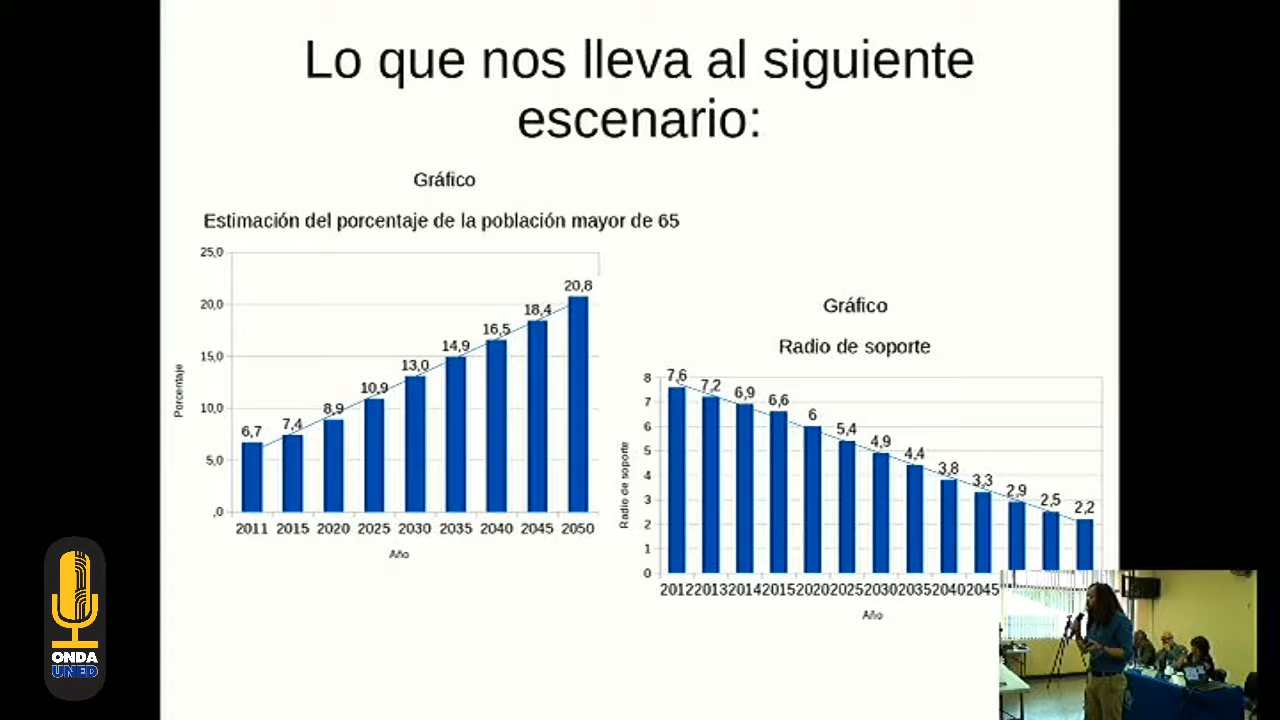 Lo que nos lleva al siguiente
escenario:
Gráfico
Estimación del porcentaje de la población mayor de 65
25,0
20,0
15,0
10,0
5,0
,0
Porcentaje
6,7
7,4
8,9
10,9
13,0
14,9
16,5
18,4
20,8
2011 2015 2020 2025 2030 2035 2040 2045 2050
Año
Gráfico
Radio de soporte
8
7
6
5
4
3
2
1
0
Radio de soporte
7,6
7,2
6,9
6,6
6
5,4
4,9
4,4
3,8
3,3
2,9
2,5
2,2
2012 2013 2014 2015 2020 2025 2030 2035 2040 2045
Año
ONDA
UNED